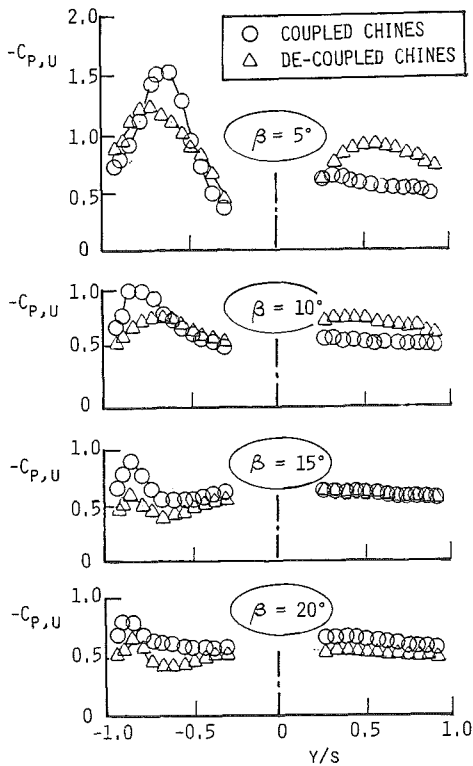 -C_P,U
2.0
1.5
1.0
0.5
0
○ COUPLED CHINES
△ DE-COUPLED CHINES
β = 5°
-C_P,U
1.0
0.5
0
β = 10°
-C_P,U
1.0
0.5
0
β = 15°
-C_P,U
1.0
0.5
0
β = 20°
-1.0
-0.5
0
0.5
1.0
Y/S